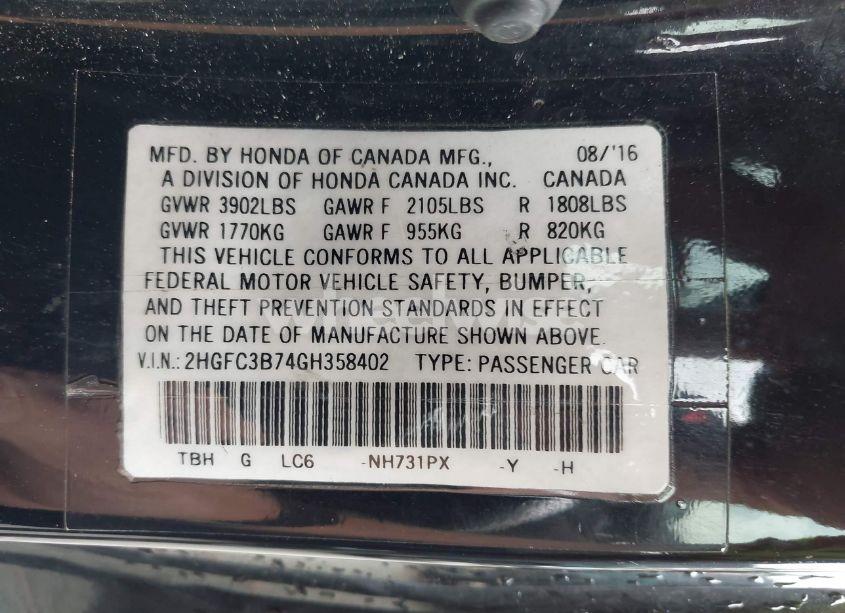 MFD. BY HONDA OF CANADA MFG., 08/'16
A DIVISION OF HONDA CANADA INC. CANADA
GVWR 3902LBS GAWR F 2105LBS R 1808LBS
GVWR 1770KG GAWR F 955KG R 820KG
THIS VEHICLE CONFORMS TO ALL APPLICABLE
FEDERAL MOTOR VEHICLE SAFETY, BUMPER,
AND THEFT PREVENTION STANDARDS IN EFFECT
ON THE DATE OF MANUFACTURE SHOWN ABOVE.
V.I.N.: 2HGFC3B74GH358402 TYPE: PASSENGER CAR
TBH G LC6 -NH731PX -Y -H